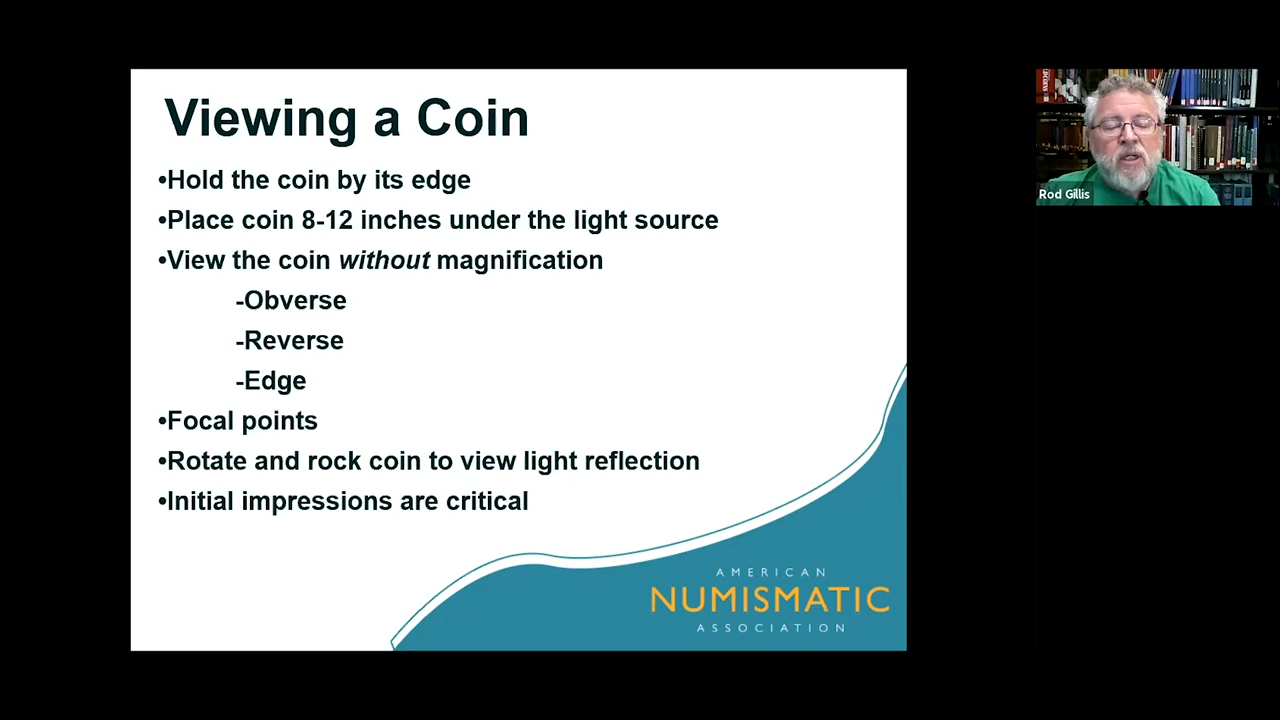 Viewing a Coin
•Hold the coin by its edge
•Place coin 8-12 inches under the light source
•View the coin without magnification
-Obverse
-Reverse
-Edge
•Focal points
•Rotate and rock coin to view light reflection
•Initial impressions are critical
AMERICAN
NUMISMATIC
ASSOCIATION
Rod Gillis